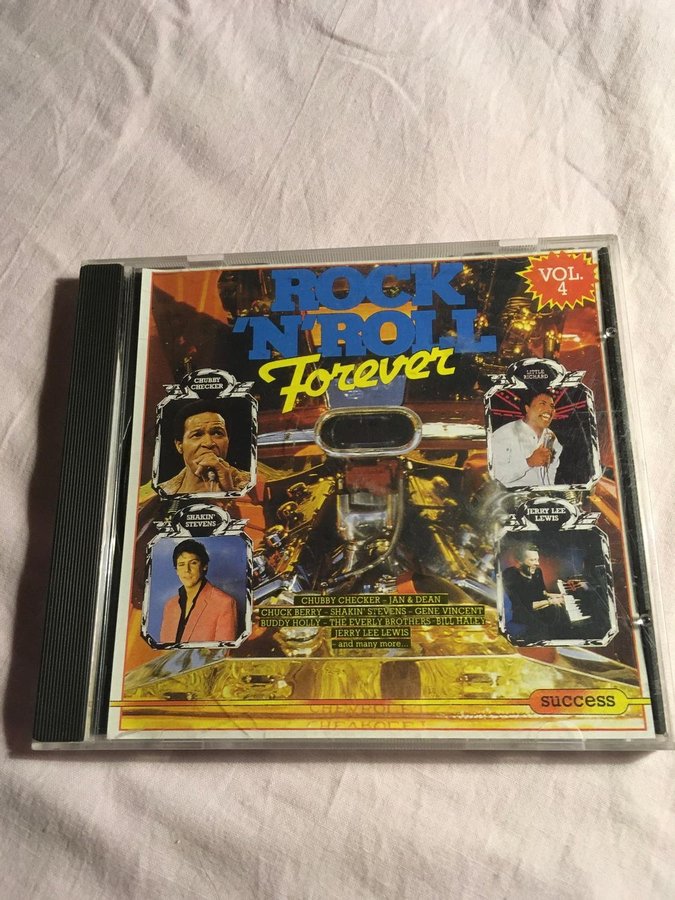 ROCK
'N' ROLL
Forever
VOL.
4
CHUBBY
CHECKER
LITTLE
RICHARD
SHAKIN'
STEVENS
JERRY LEE
LEWIS
CHUBBY CHECKER - JAN & DEAN
CHUCK BERRY - SHAKIN' STEVENS - GENE VINCENT
BUDDY HOLLY - THE EVERLY BROTHERS - BILL HALEY
JERRY LEE LEWIS
- and many more...
CHEVROLET
success